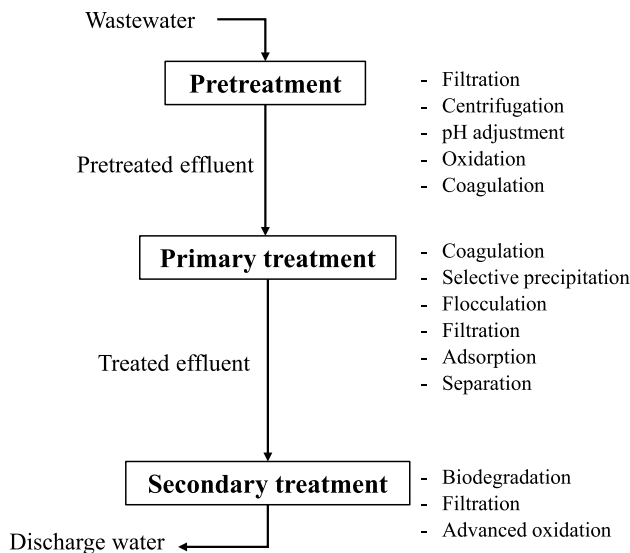 Wastewater
Pretreatment
- Filtration
- Centrifugation
- pH adjustment
- Oxidation
- Coagulation
Pretreated effluent
Primary treatment
- Coagulation
- Selective precipitation
- Flocculation
- Filtration
- Adsorption
- Separation
Treated effluent
Secondary treatment
- Biodegradation
- Filtration
- Advanced oxidation
Discharge water